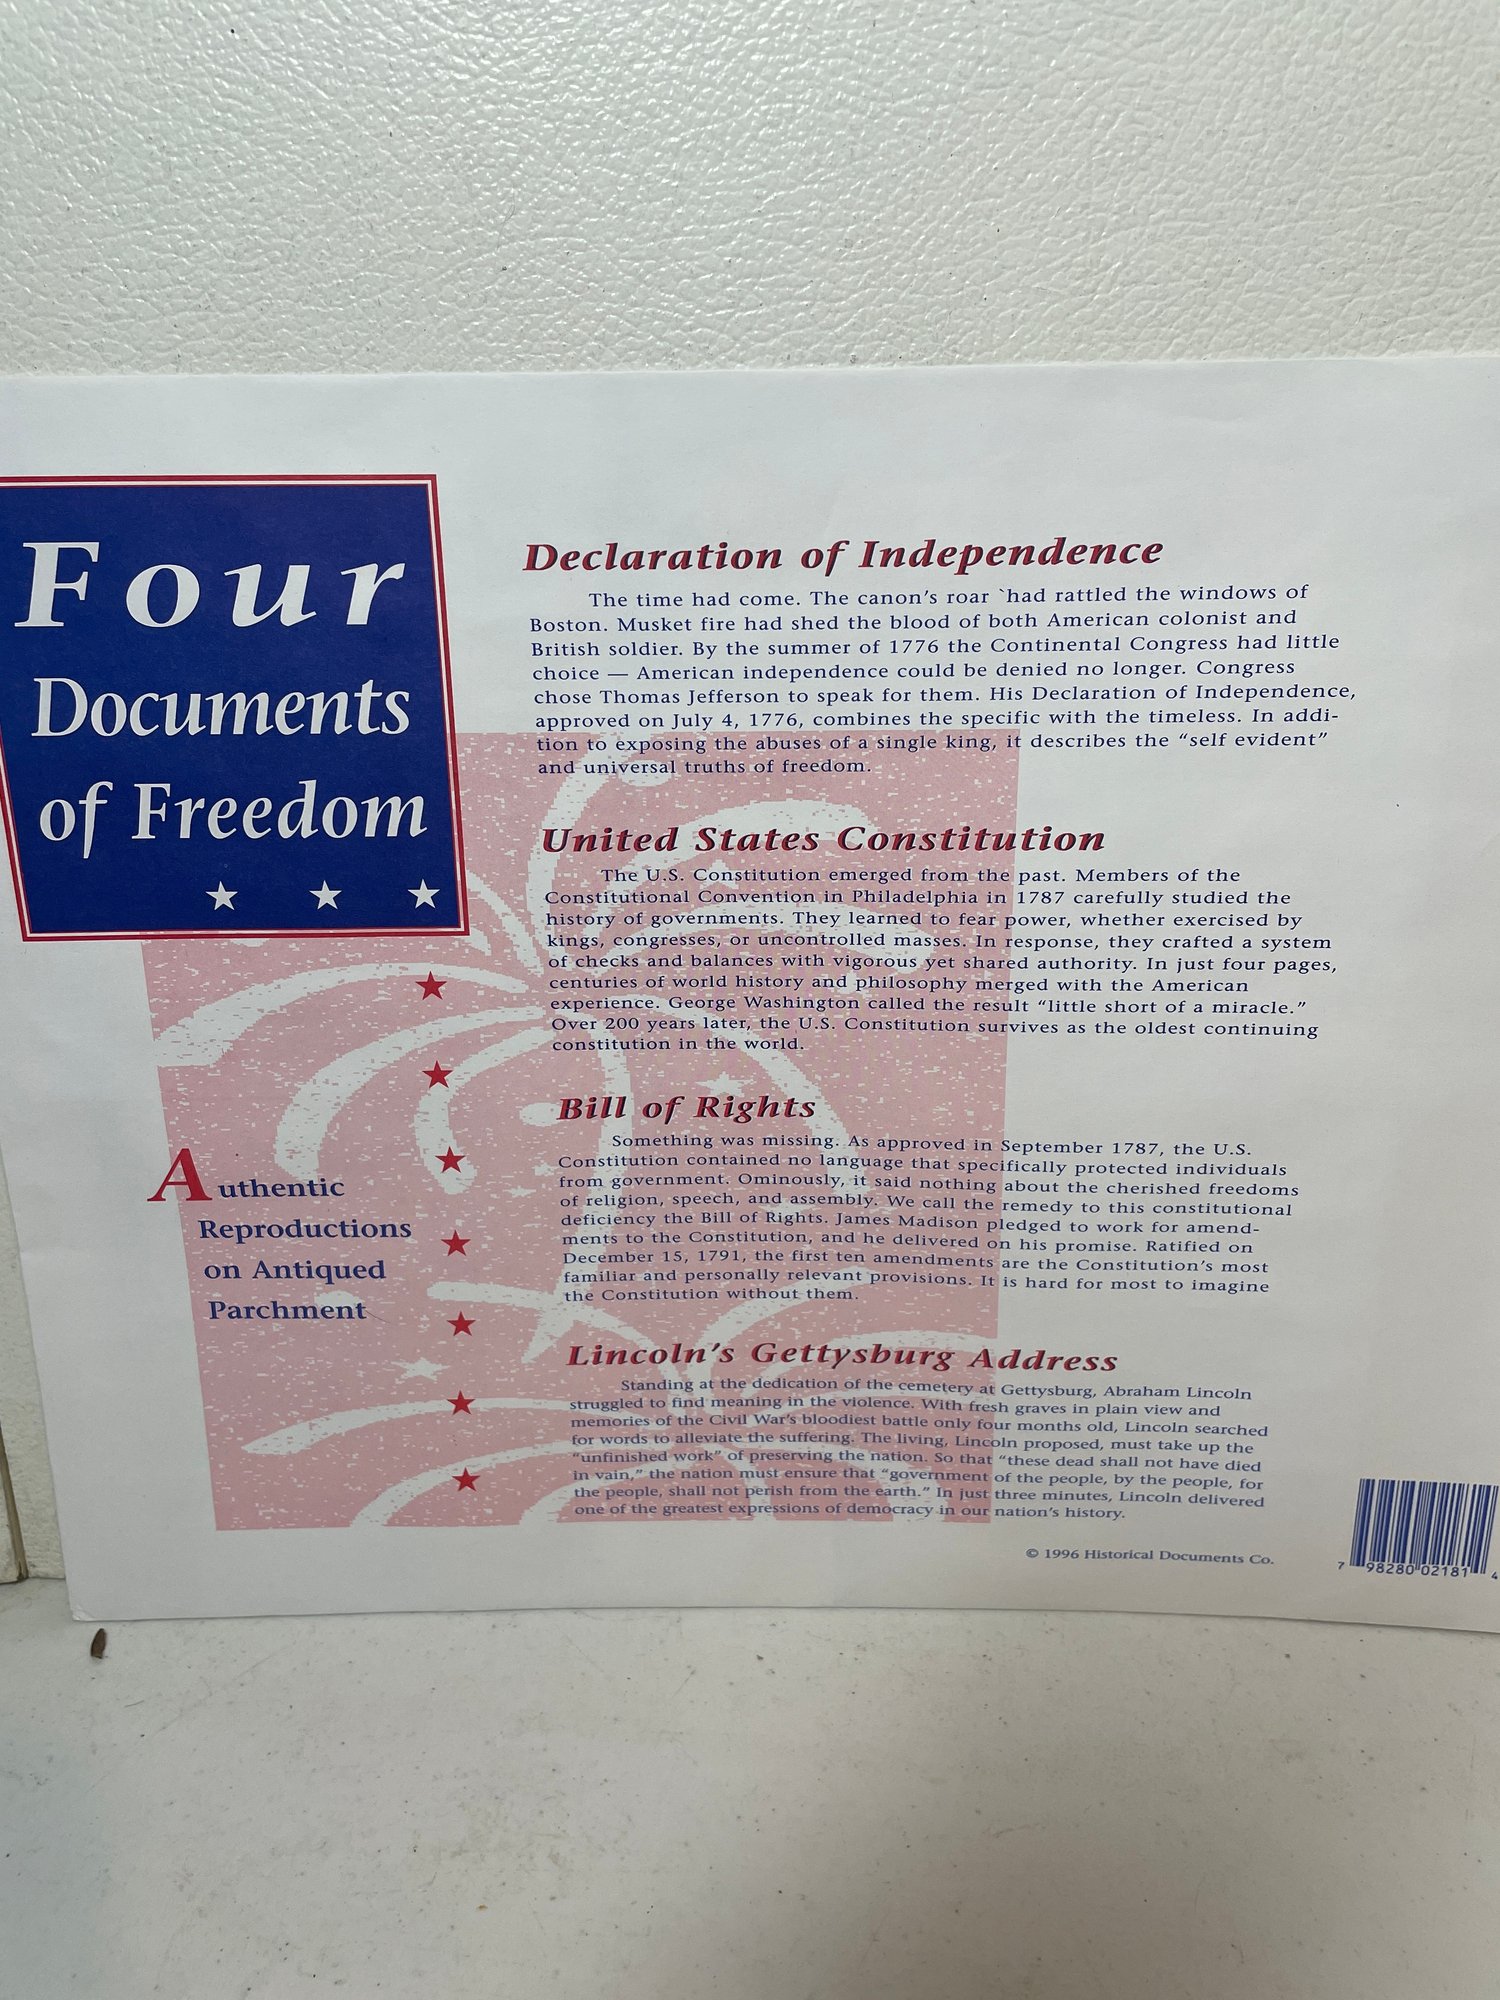 Four
Documents
of Freedom
Authentic
Reproductions
on Antiqued
Parchment
Declaration of Independence
The time had come. The canon's roar `had rattled the windows of
Boston. Musket fire had shed the blood of both American colonist and
British soldier. By the summer of 1776 the Continental Congress had little
choice — American independence could be denied no longer. Congress
chose Thomas Jefferson to speak for them. His Declaration of Independence,
approved on July 4, 1776, combines the specific with the timeless. In addi-
tion to exposing the abuses of a single king, it describes the “self evident”
and universal truths of freedom.
United States Constitution
The U.S. Constitution emerged from the past. Members of the
Constitutional Convention in Philadelphia in 1787 carefully studied the
history of governments. They learned to fear power, whether exercised by
kings, congresses, or uncontrolled masses. In response, they crafted a system
of checks and balances with vigorous yet shared authority. In just four pages,
centuries of world history and philosophy merged with the American
experience. George Washington called the result “little short of a miracle.”
Over 200 years later, the U.S. Constitution survives as the oldest continuing
constitution in the world.
Bill of Rights
Something was missing. As approved in September 1787, the U.S.
Constitution contained no language that specifically protected individuals
from government. Ominously, it said nothing about the cherished freedoms
of religion, speech, and assembly. We call the remedy to this constitutional
deficiency the Bill of Rights. James Madison pledged to work for amend-
ments to the Constitution, and he delivered on his promise. Ratified on
December 15, 1791, the first ten amendments are the Constitution's most
familiar and personally relevant provisions. It is hard for most to imagine
the Constitution without them.
Lincoln's Gettysburg Address
Standing at the dedication of the cemetery at Gettysburg, Abraham Lincoln
struggled to find meaning in the violence. With fresh graves in plain view and
memories of the Civil War's bloodiest battle only four months old, Lincoln searched
for words to alleviate the suffering. The living, Lincoln proposed, must take up the
“unfinished work” of preserving the nation. So that “these dead shall not have died
in vain,” the nation must ensure that “government of the people, by the people, for
the people, shall not perish from the earth.” In just three minutes, Lincoln delivered
one of the greatest expressions of democracy in our nation's history.
© 1996 Historical Documents Co.
7 98280 02181 4